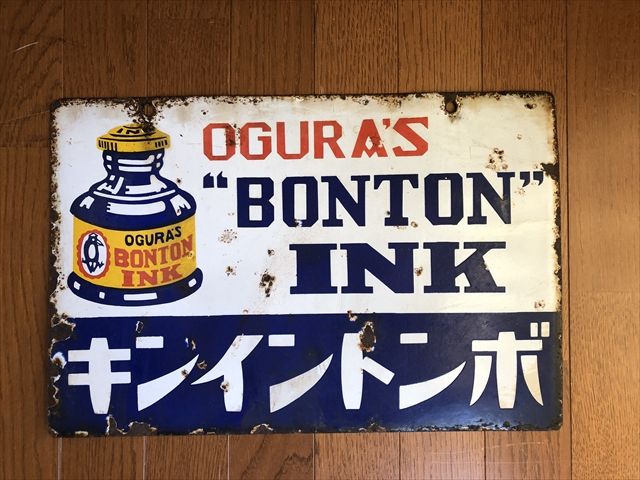 OGURA'S
"BONTON"
INK
OGURA'S
BONTON
INK
ボントンインキ